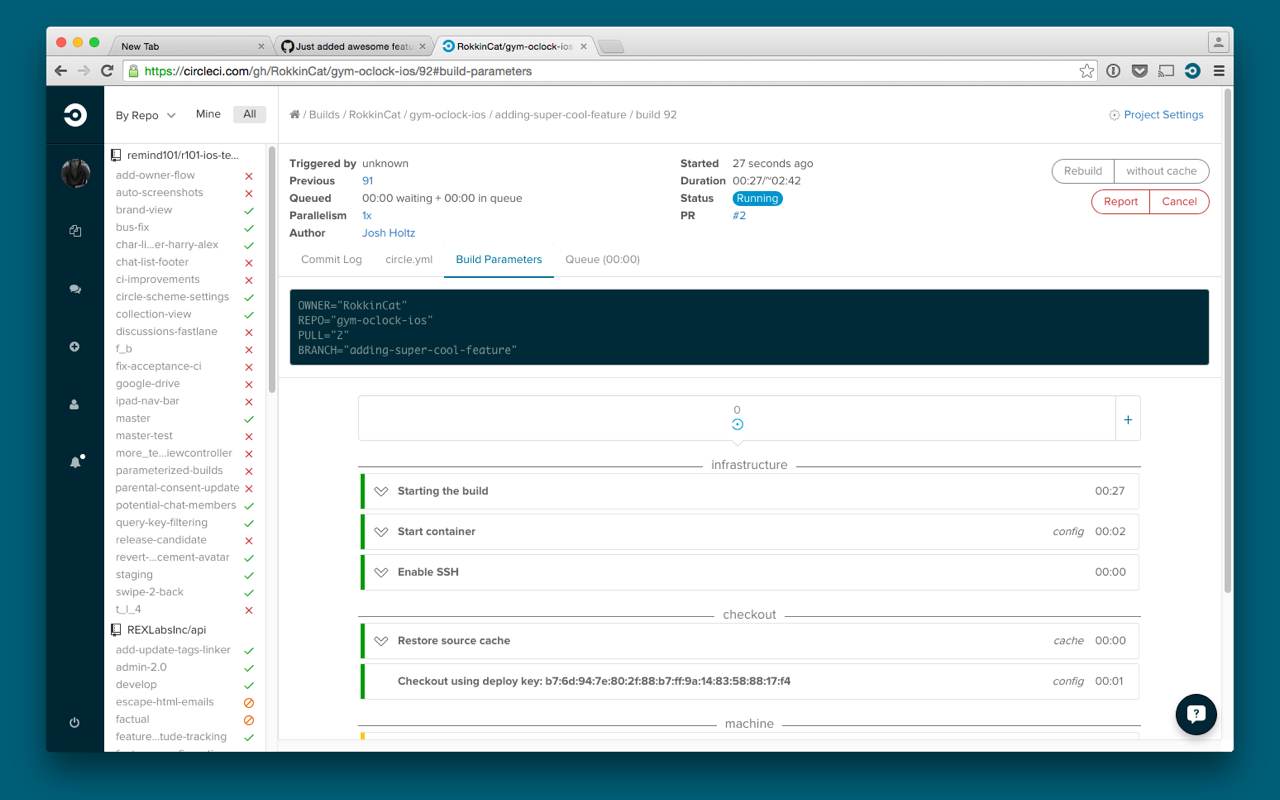 New Tab
Just added awesome featu
RokkinCat/gym-oclock-ios
https://circleci.com/gh/RokkinCat/gym-oclock-ios/92#build-parameters
By Repo
Mine
All
/ Builds / RokkinCat / gym-oclock-ios / adding-super-cool-feature / build 92
Project Settings
remind101/r101-ios-te...
add-owner-flow
auto-screenshots
brand-view
bus-fix
char-li...er-harry-alex
chat-list-footer
ci-improvements
circle-scheme-settings
collection-view
discussions-fastlane
f_b
fix-acceptance-ci
google-drive
ipad-nav-bar
master
master-test
more_te...iewcontroller
parameterized-builds
parental-consent-update
potential-chat-members
query-key-filtering
release-candidate
revert-...cement-avatar
staging
swipe-2-back
t_l_4
REXLabsInc/api
add-update-tags-linker
admin-2.0
develop
escape-html-emails
factual
feature...tude-tracking
Triggered by unknown
Previous 91
Queued 00:00 waiting + 00:00 in queue
Parallelism 1x
Author Josh Holtz
Started 27 seconds ago
Duration 00:27/~02:42
Status Running
PR #2
Rebuild without cache
Report Cancel
Commit Log circle.yml Build Parameters Queue (00:00)
OWNER="RokkinCat"
REPO="gym-oclock-ios"
PULL="2"
BRANCH="adding-super-cool-feature"
0
+
infrastructure
Starting the build 00:27
Start container config 00:02
Enable SSH 00:00
checkout
Restore source cache cache 00:00
Checkout using deploy key: b7:6d:94:7e:80:2f:88:b7:ff:9a:14:83:58:88:17:f4 config 00:01
machine